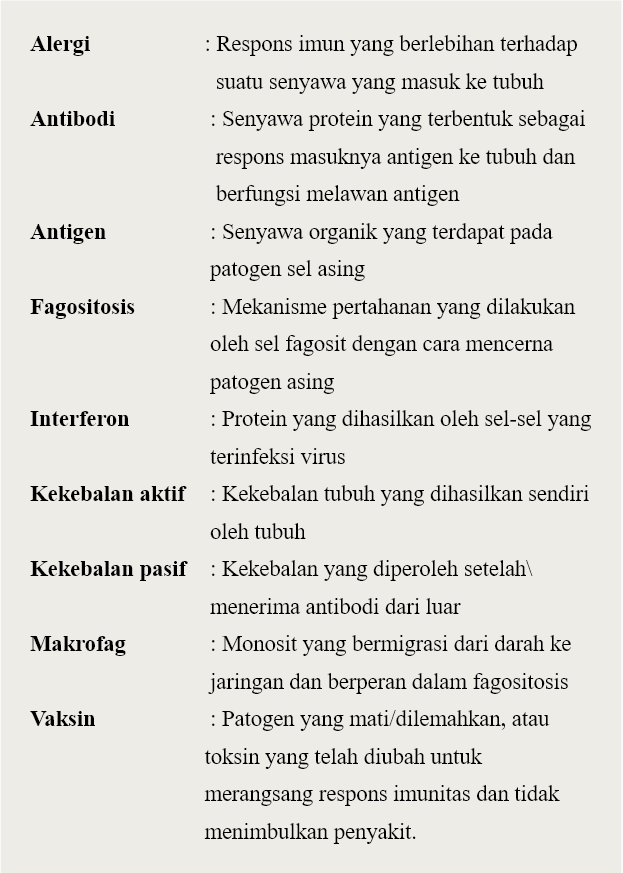 Alergi : Respons imun yang berlebihan terhadap
suatu senyawa yang masuk ke tubuh
Antibodi : Senyawa protein yang terbentuk sebagai
respons masuknya antigen ke tubuh dan
berfungsi melawan antigen
Antigen : Senyawa organik yang terdapat pada
patogen sel asing
Fagositosis : Mekanisme pertahanan yang dilakukan
oleh sel fagosit dengan cara mencerna
patogen asing
Interferon : Protein yang dihasilkan oleh sel-sel yang
terinfeksi virus
Kekebalan aktif : Kekebalan tubuh yang dihasilkan sendiri
oleh tubuh
Kekebalan pasif : Kekebalan yang diperoleh setelah\
menerima antibodi dari luar
Makrofag : Monosit yang bermigrasi dari darah ke
jaringan dan berperan dalam fagositosis
Vaksin : Patogen yang mati/dilemahkan, atau
toksin yang telah diubah untuk
merangsang respons imunitas dan tidak
menimbulkan penyakit.